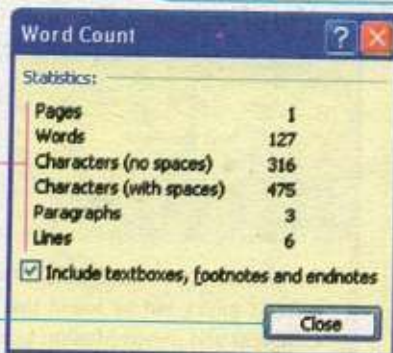 Word Count
Statistics:
Pages 1
Words 127
Characters (no spaces) 316
Characters (with spaces) 475
Paragraphs 3
Lines 6
Include textboxes, footnotes and endnotes
Close